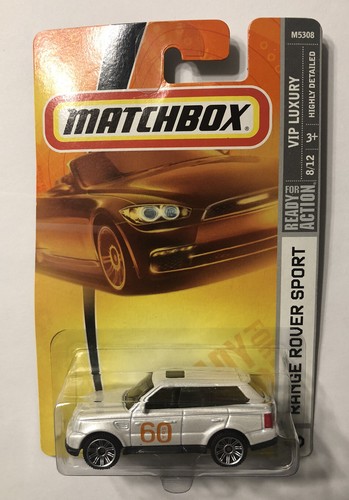 M5308
MATCHBOX
VIP LUXURY
HIGHLY DETAILED
3+
8/12
READY FOR ACTION
RANGE ROVER SPORT
60